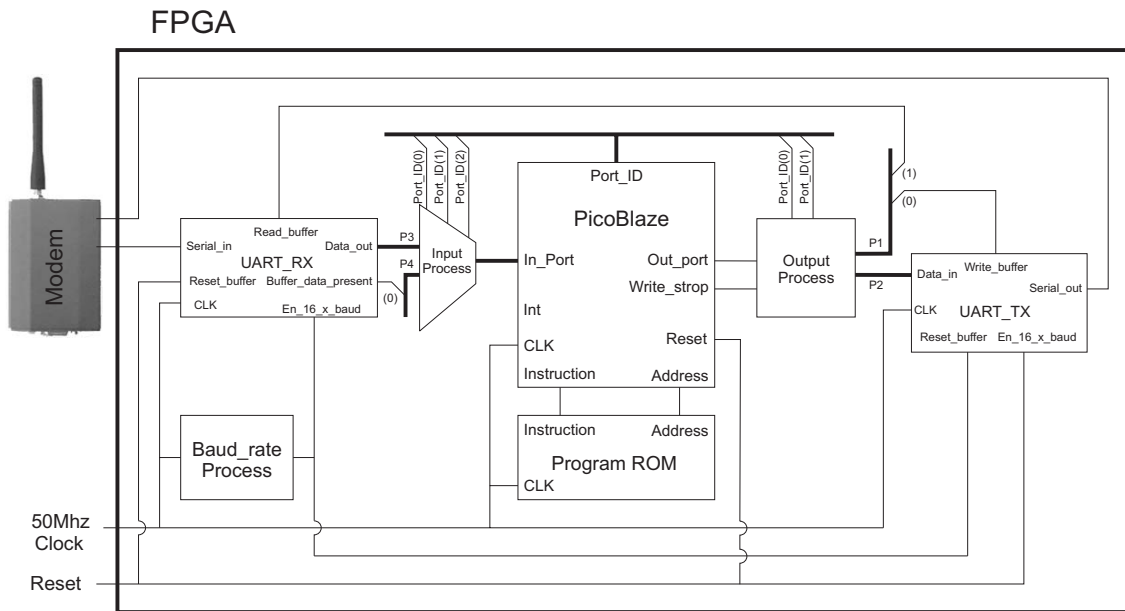 FPGA
Modem
Port_ID(0)
Port_ID(1)
Port_ID(2)
Port_ID(0)
Port_ID(1)
(1)
(0)
Port_ID
PicoBlaze
In_Port
Out_port
Write_strop
Int
Reset
CLK
Instruction
Address
Read_buffer
Serial_in
Data_out
UART_RX
Reset_buffer
Buffer_data_present
CLK
En_16_x_baud
P3
P4
(0)
Input
Process
Output
Process
P1
P2
Data_in
Write_buffer
Serial_out
CLK
UART_TX
Reset_buffer
En_16_x_baud
Baud_rate
Process
Instruction
Address
Program ROM
CLK
50Mhz
Clock
Reset